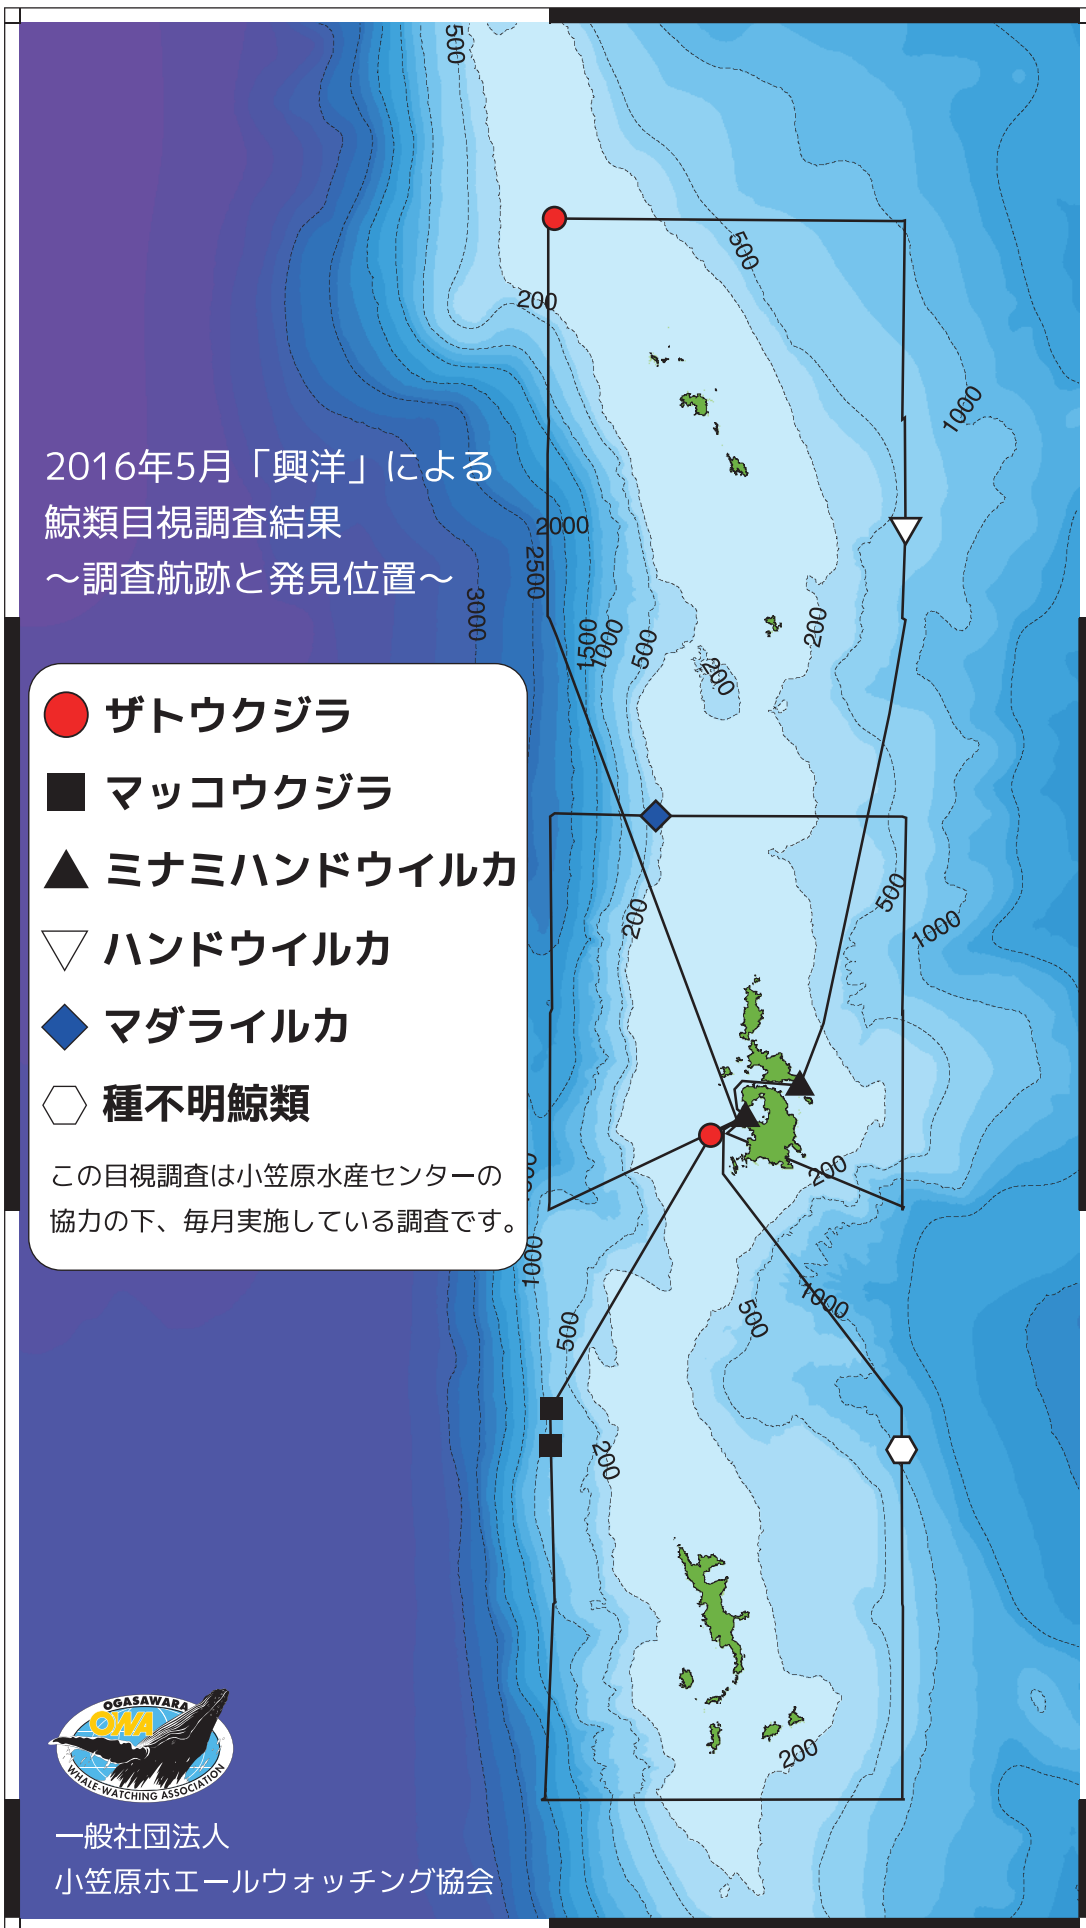 500
500
200
1000
2016年5月「興洋」による
鯨類目視調査結果
～調査航跡と発見位置～
2000
2500
3000
1500
1000
500
200
200
ザトウクジラ
マッコウクジラ
ミナミハンドウイルカ
ハンドウイルカ
マダライルカ
種不明鯨類
この目視調査は小笠原水産センターの
協力の下、毎月実施している調査です。
500
200
1000
200
1000
500
500
1000
200
200
OGASAWARA
OWA
WHALE-WATCHING ASSOCIATION
一般社団法人
小笠原ホエールウォッチング協会